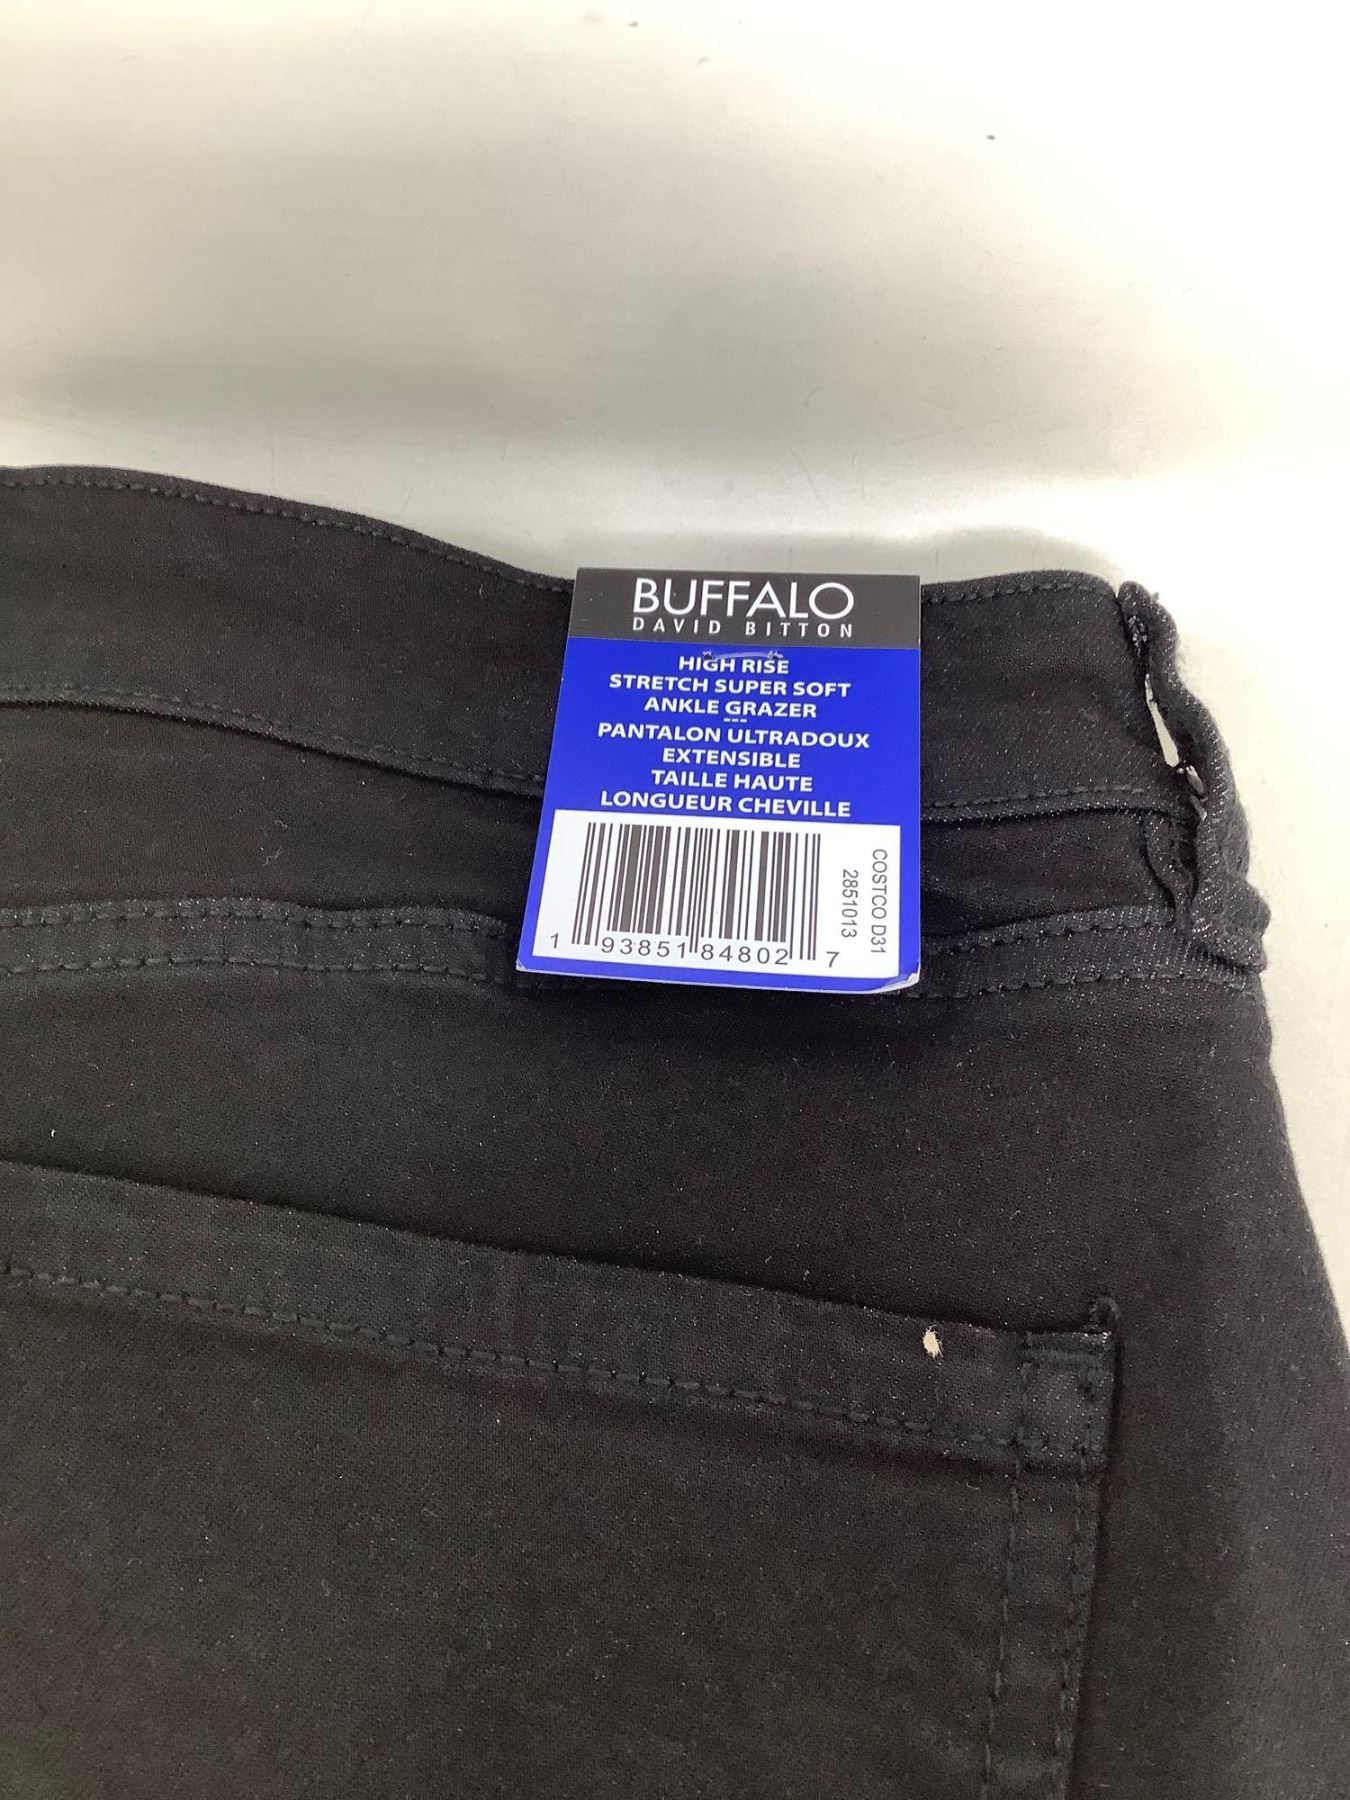 BUFFALO
DAVID BITTON
HIGH RISE
STRETCH SUPER SOFT
ANKLE GRAZER
---
PANTALON ULTRADOUX
EXTENSIBLE
TAILLE HAUTE
LONGUEUR CHEVILLE
COSTCO D31
2851013
1 93851 84802 7